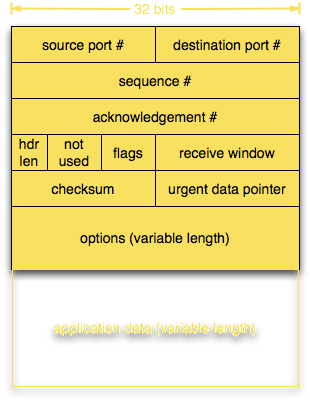 32 bits
source port # destination port #
sequence #
acknowledgement #
hdr len not used flags receive window
checksum urgent data pointer
options (variable length)
application data (variable length)